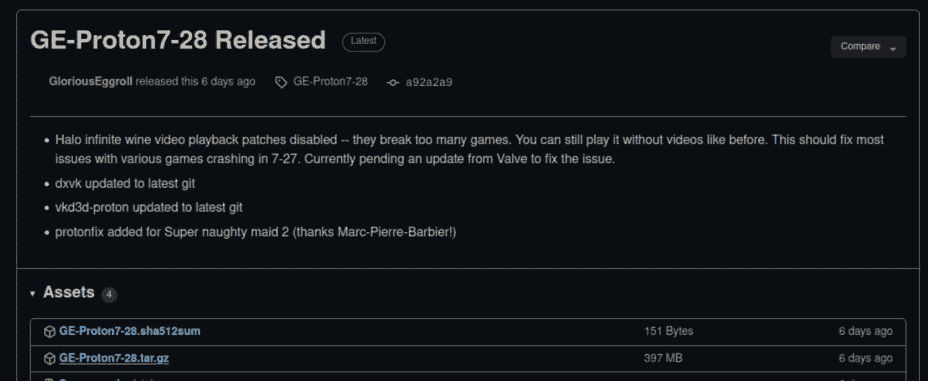 GE-Proton7-28 Released Latest
Compare
GloriousEggroll released this 6 days ago GE-Proton7-28 a92a2a9
• Halo infinite wine video playback patches disabled -- they break too many games. You can still play it without videos like before. This should fix most
issues with various games crashing in 7-27. Currently pending an update from Valve to fix the issue.
• dxvk updated to latest git
• vkd3d-proton updated to latest git
• protonfix added for Super naughty maid 2 (thanks Marc-Pierre-Barbier!)
Assets 4
GE-Proton7-28.sha512sum 151 Bytes 6 days ago
GE-Proton7-28.tar.gz 397 MB 6 days ago